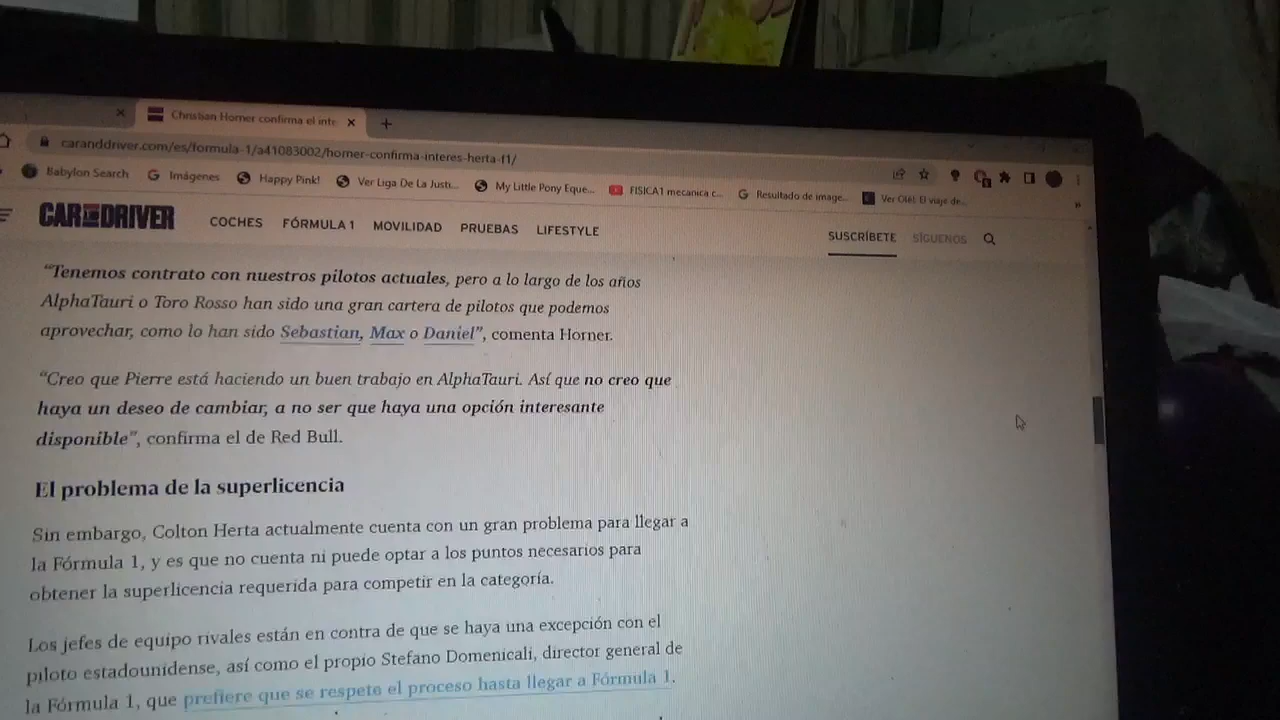 Christian Horner confirma el inte
caranddriver.com/es/formula-1/a41083002/horner-confirma-interes-herta-f1/
Babylon Search
Imágenes
Happy Pink!
Ver Liga De La Justi...
My Little Pony Eque...
FISICA1 mecanica c...
Resultado de image...
Ver Olé! El viaje de...
CAR AND DRIVER
COCHES
FÓRMULA 1
MOVILIDAD
PRUEBAS
LIFESTYLE
SUSCRÍBETE
SÍGUENOS
“Tenemos contrato con nuestros pilotos actuales, pero a lo largo de los años
AlphaTauri o Toro Rosso han sido una gran cartera de pilotos que podemos
aprovechar, como lo han sido Sebastian, Max o Daniel”, comenta Horner.
“Creo que Pierre está haciendo un buen trabajo en AlphaTauri. Así que no creo que
haya un deseo de cambiar, a no ser que haya una opción interesante
disponible”, confirma el de Red Bull.
El problema de la superlicencia
Sin embargo, Colton Herta actualmente cuenta con un gran problema para llegar a
la Fórmula 1, y es que no cuenta ni puede optar a los puntos necesarios para
obtener la superlicencia requerida para competir en la categoría.
Los jefes de equipo rivales están en contra de que se haya una excepción con el
piloto estadounidense, así como el propio Stefano Domenicali, director general de
la Fórmula 1, que prefiere que se respete el proceso hasta llegar a Fórmula 1.